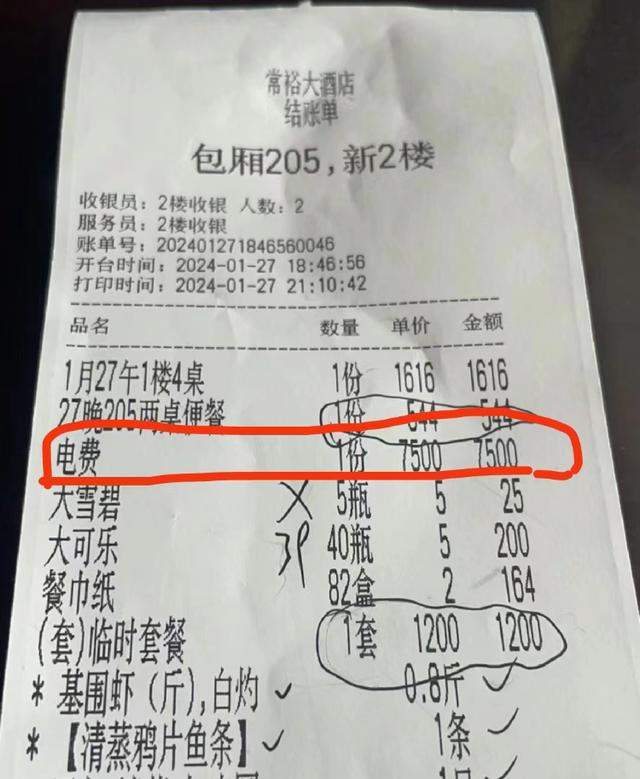 常裕大酒店
结账单
包厢205,新2楼
收银员：2楼收银 人数：2
服务员：2楼收银
账单号：202401271846560046
开台时间：2024-01-27 18:46:56
打印时间：2024-01-27 21:10:42
品名 数量 单价 金额
1月27午1楼4桌 1份 1616 1616
27晚205两桌便餐 1份 544 544
电费 1份 7500 7500
大雪碧 5瓶 5 25
大可乐 40瓶 5 200
餐巾纸 82盒 2 164
(套)临时套餐 1套 1200 1200
* 基围虾（斤),白灼 0.8斤
* 【清蒸鸦片鱼条】 1条